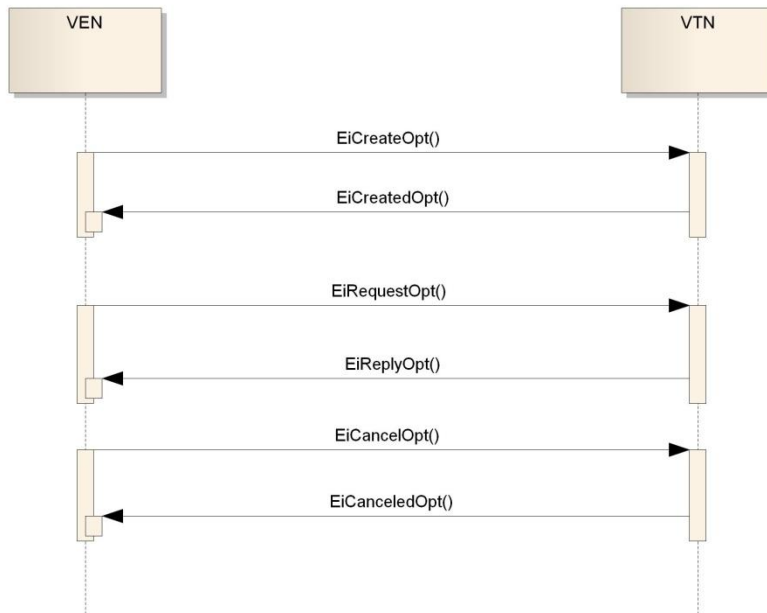 VEN
VTN
EiCreateOpt()
EiCreatedOpt()
EiRequestOpt()
EiReplyOpt()
EiCancelOpt()
EiCanceledOpt()